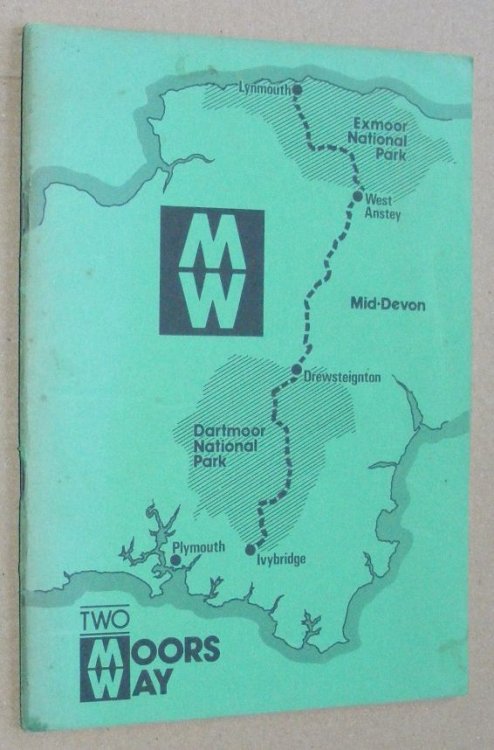 Lynmouth
Exmoor
National
Park
West
Anstey
M
W
Mid-Devon
Drewsteignton
Dartmoor
National
Park
Plymouth
Ivybridge
TWO
MOORS
WAY